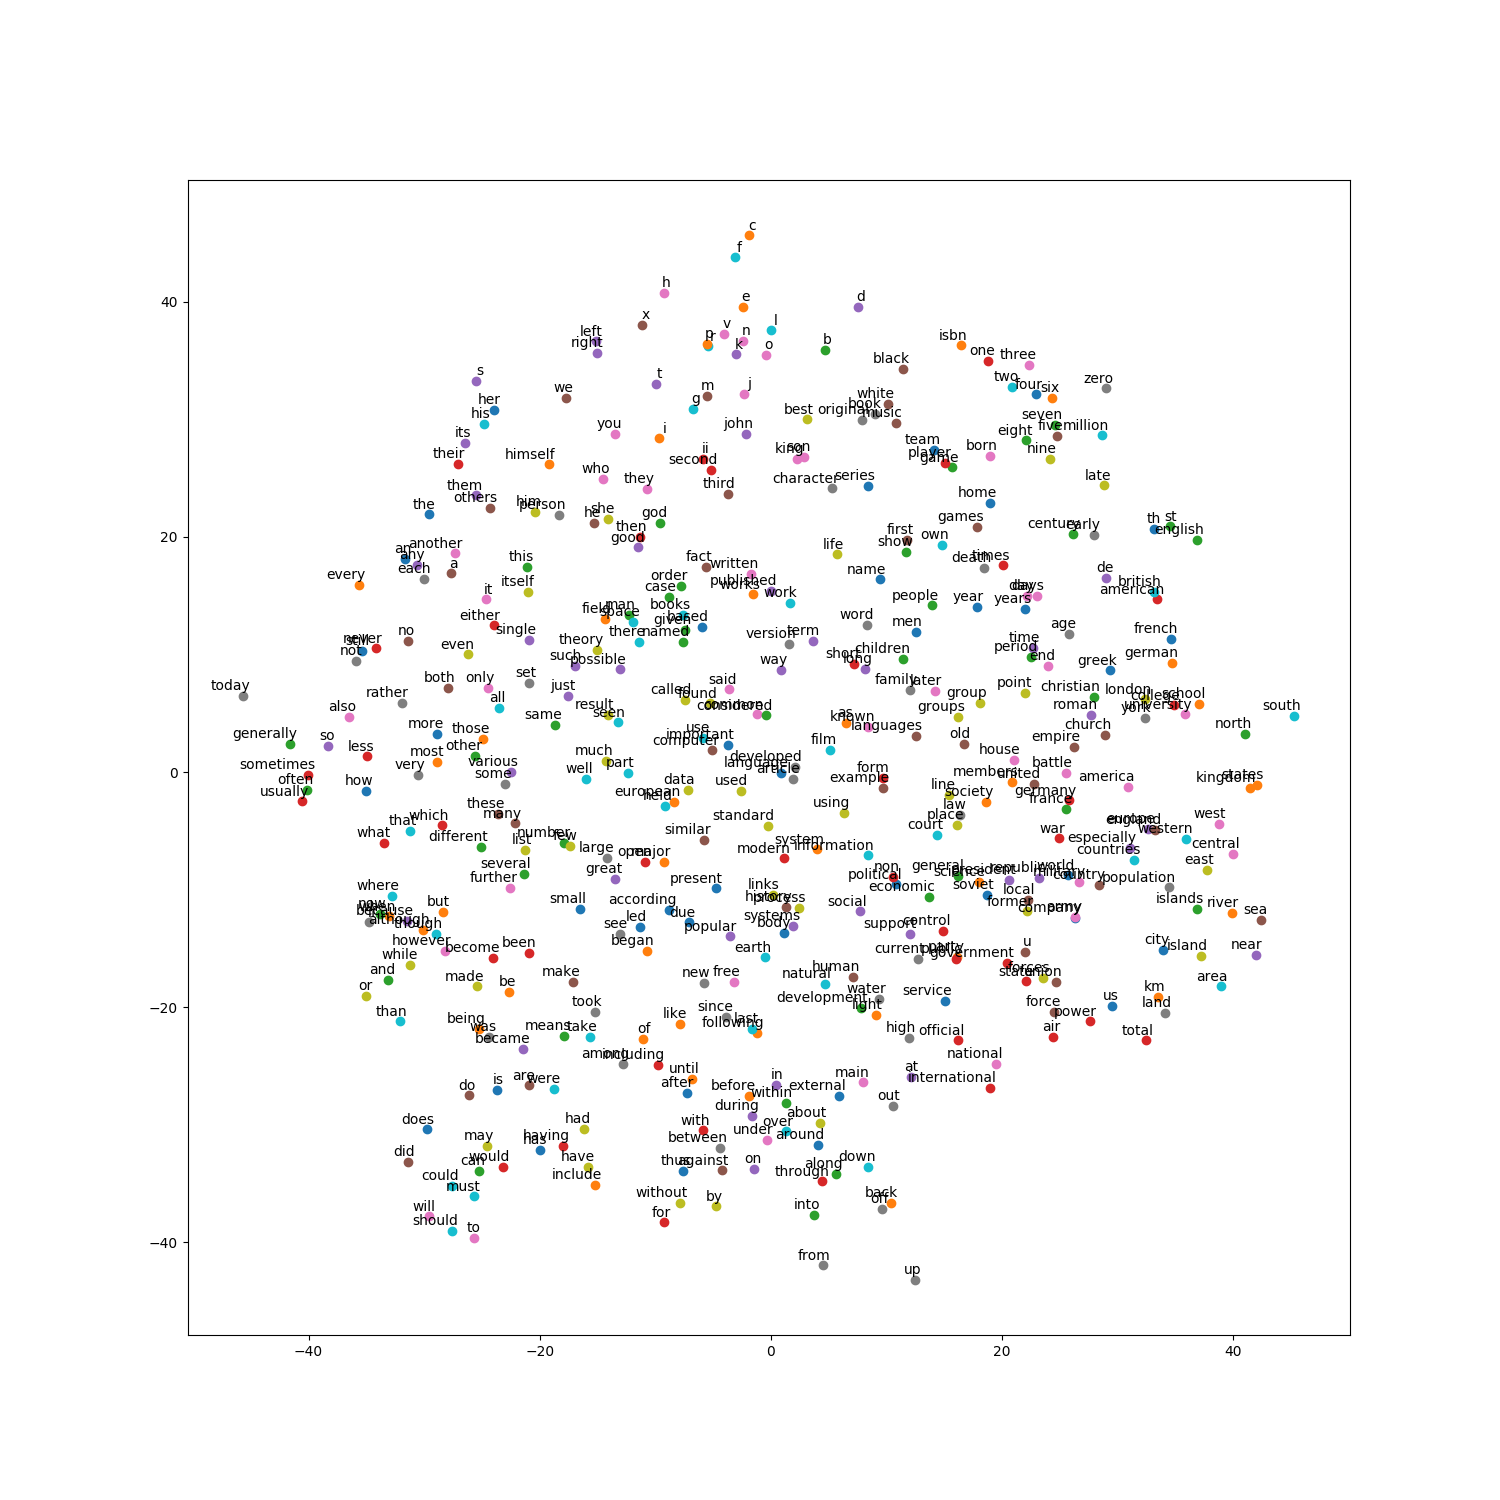 c
f
h
e
d
x
l
v
n
p
left
right
k
o
b
isbn
one
black
three
s
t
two
four
six
zero
we
m
j
g
white
book
her
his
best
original
music
you
john
i
seven
five
million
eight
its
team
born
nine
their
himself
ii
king
son
player
game
second
who
they
third
character
series
late
them
others
home
the
him
person
she
he
god
games
century
early
th
st
english
then
good
first
show
own
life
an
another
any
a
each
this
fact
written
death
times
every
itself
order
published
works
name
de
british
american
it
case
work
people
year
day
days
years
field
man
space
books
given
based
either
word
men
age
never
still
not
no
single
there
named
version
term
french
time
period
even
theory
such
possible
way
short
long
children
end
greek
german
today
both
only
set
said
family
later
point
christian
london
college
school
rather
all
just
called
found
group
also
result
common
considered
groups
roman
york
university
south
more
those
same
seen
as
known
languages
church
north
generally
so
use
important
computer
film
old
empire
less
most
other
much
developed
house
sometimes
very
various
some
well
part
language
article
form
example
members
united
battle
america
kingdom
states
often
usually
how
data
european
held
used
line
society
germany
france
these
many
using
law
place
west
that
which
standard
court
war
especially
europe
england
western
what
different
number
few
list
similar
system
central
large
open
major
modern
information
countries
east
several
further
great
present
non
political
general
science
president
republic
world
military
country
population
where
links
economic
soviet
local
islands
now
when
because
but
small
according
history
process
social
former
company
army
river
although
though
see
led
due
systems
body
support
control
sea
however
become
been
began
popular
current
party
public
government
u
city
island
near
while
earth
and
made
be
make
new
free
natural
human
forces
state
union
area
or
development
water
light
service
km
land
than
took
since
last
following
like
force
power
us
being
was
became
means
take
of
high
official
air
total
among
including
national
do
is
are
were
until
after
before
in
within
external
main
at
international
out
does
had
during
about
did
may
having
has
with
between
under
over
around
can
would
have
thus
against
on
through
along
down
could
must
include
without
by
off
back
will
should
to
for
into
from
up
40
20
0
−20
−40
−40
−20
0
20
40